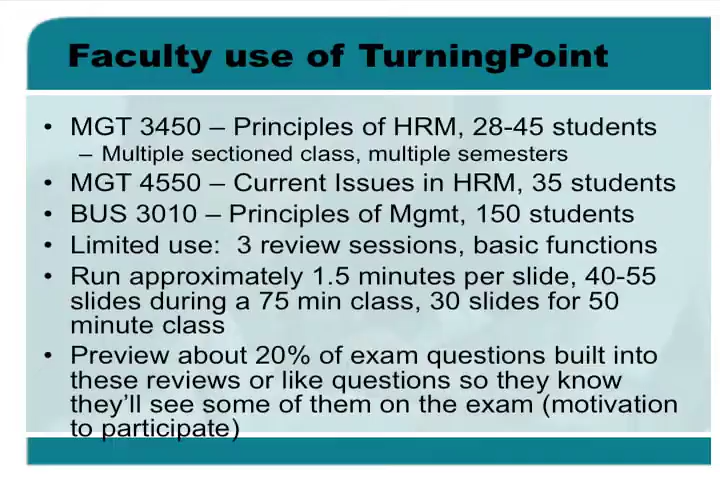 Faculty use of TurningPoint
• MGT 3450 – Principles of HRM, 28-45 students
– Multiple sectioned class, multiple semesters
• MGT 4550 – Current Issues in HRM, 35 students
• BUS 3010 – Principles of Mgmt, 150 students
• Limited use:  3 review sessions, basic functions
• Run approximately 1.5 minutes per slide, 40-55
slides during a 75 min class, 30 slides for 50
minute class
• Preview about 20% of exam questions built into
these reviews or like questions so they know
they’ll see some of them on the exam (motivation
to participate)